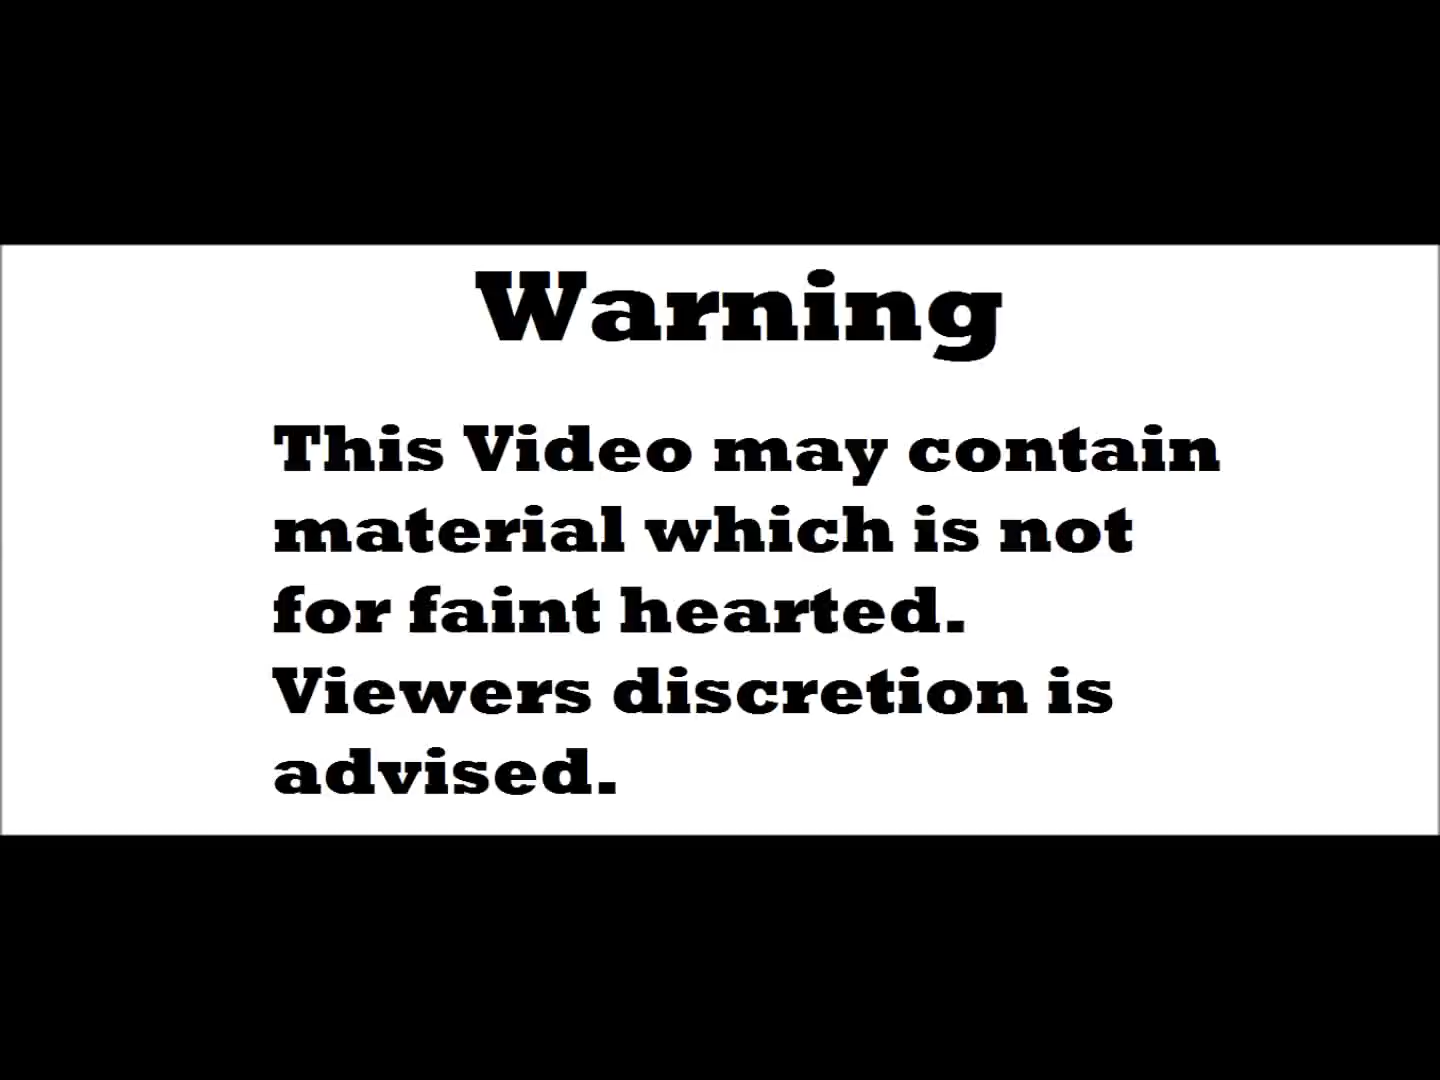 Warning
This Video may contain
material which is not
for faint hearted.
Viewers discretion is
advised.